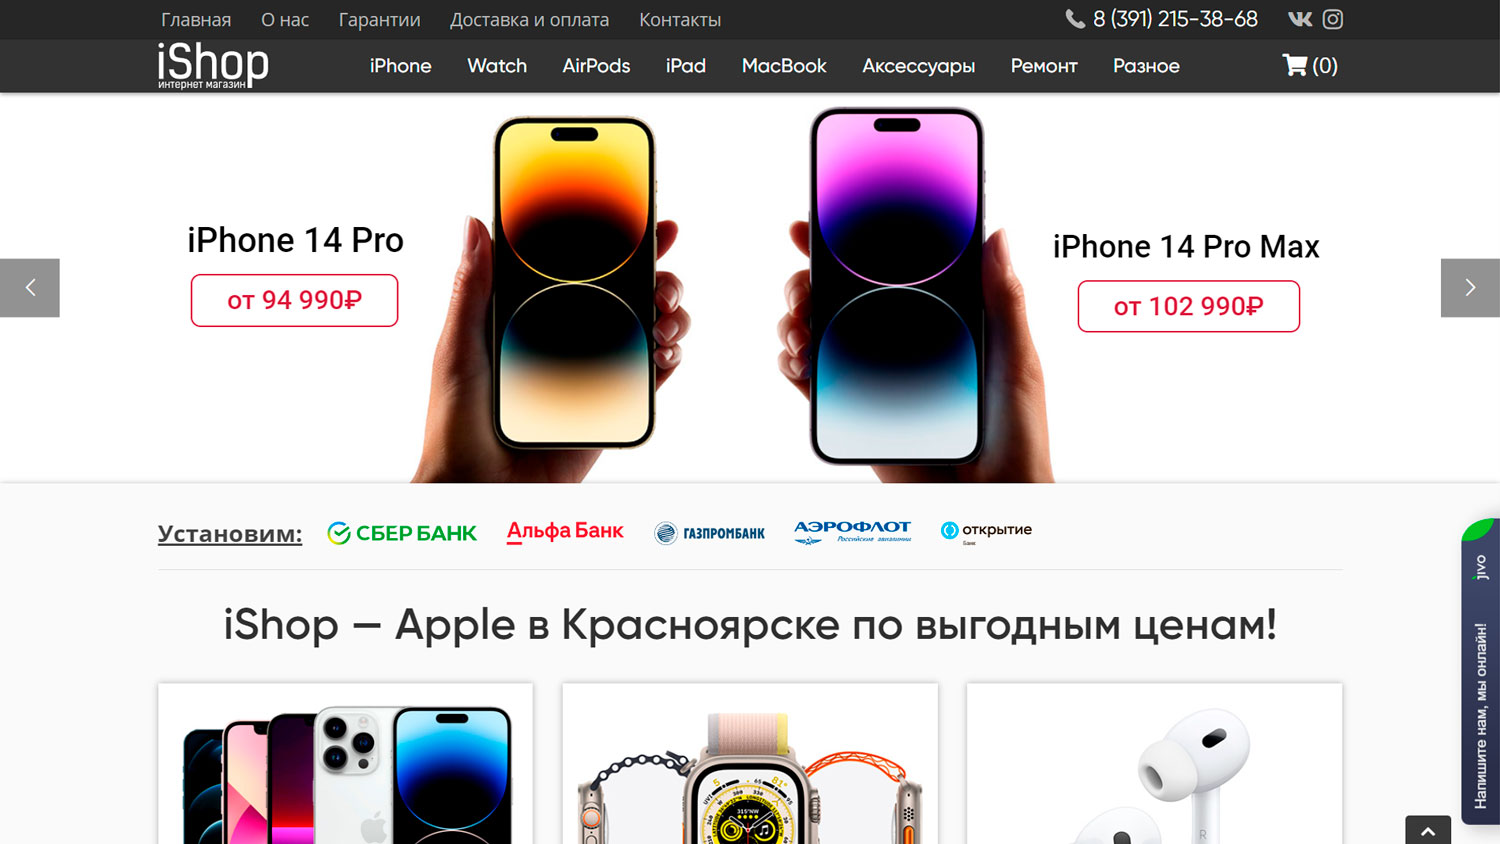 Главная О нас Гарантии Доставка и оплата Контакты 8 (391) 215-38-68
iShop
интернет магазин
iPhone Watch AirPods iPad MacBook Аксессуары Ремонт Разное (0)
iPhone 14 Pro
от 94 990₽
iPhone 14 Pro Max
от 102 990₽
Установим: СБЕР БАНК Альфа Банк ГАЗПРОМБАНК АЭРОФЛОТ
Российские авиалинии
открытие
Банк
iShop — Apple в Красноярске по выгодным ценам!
jivo
Напишите нам, мы онлайн!
315°NW
R